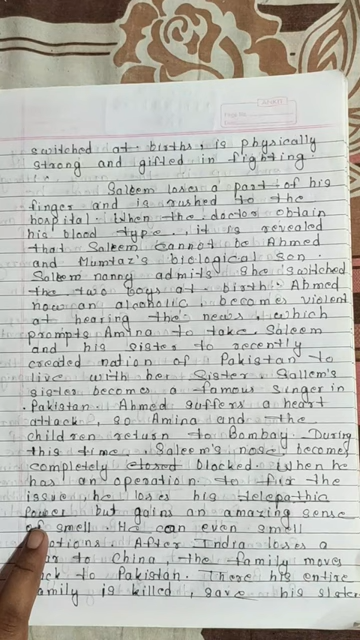 switched at births, is physically
strong and gifted in fighting.
Saleem loses a part of his
finger and is rushed to the
hospital. When the doctor obtain
his blood type, it is revealed
that Saleem cannot be Ahmed
and Mumtaz's biological son.
Saleem nanny admits she switched
the two boys at birth. Ahmed
now an alcoholic, becomes violent
at hearing the news, which
prompts Amina to take Saleem
and his sister to recently
created nation of Pakistan to
live with her Sister. Salleem's
sister becomes a famous singer in
Pakistan. Ahmed suffers a heart
attack, so Amina and the
children return to Bombay. During
this time, Saleem's nose becomes
completely closed blocked. When he
has an operation to fix the
issue, he loses his telepathic
power but gains an amazing sense
of smell. He can even smell
After India loses a
to China, the family moves
to Pakistan. There his entire
family is killed, save his sister